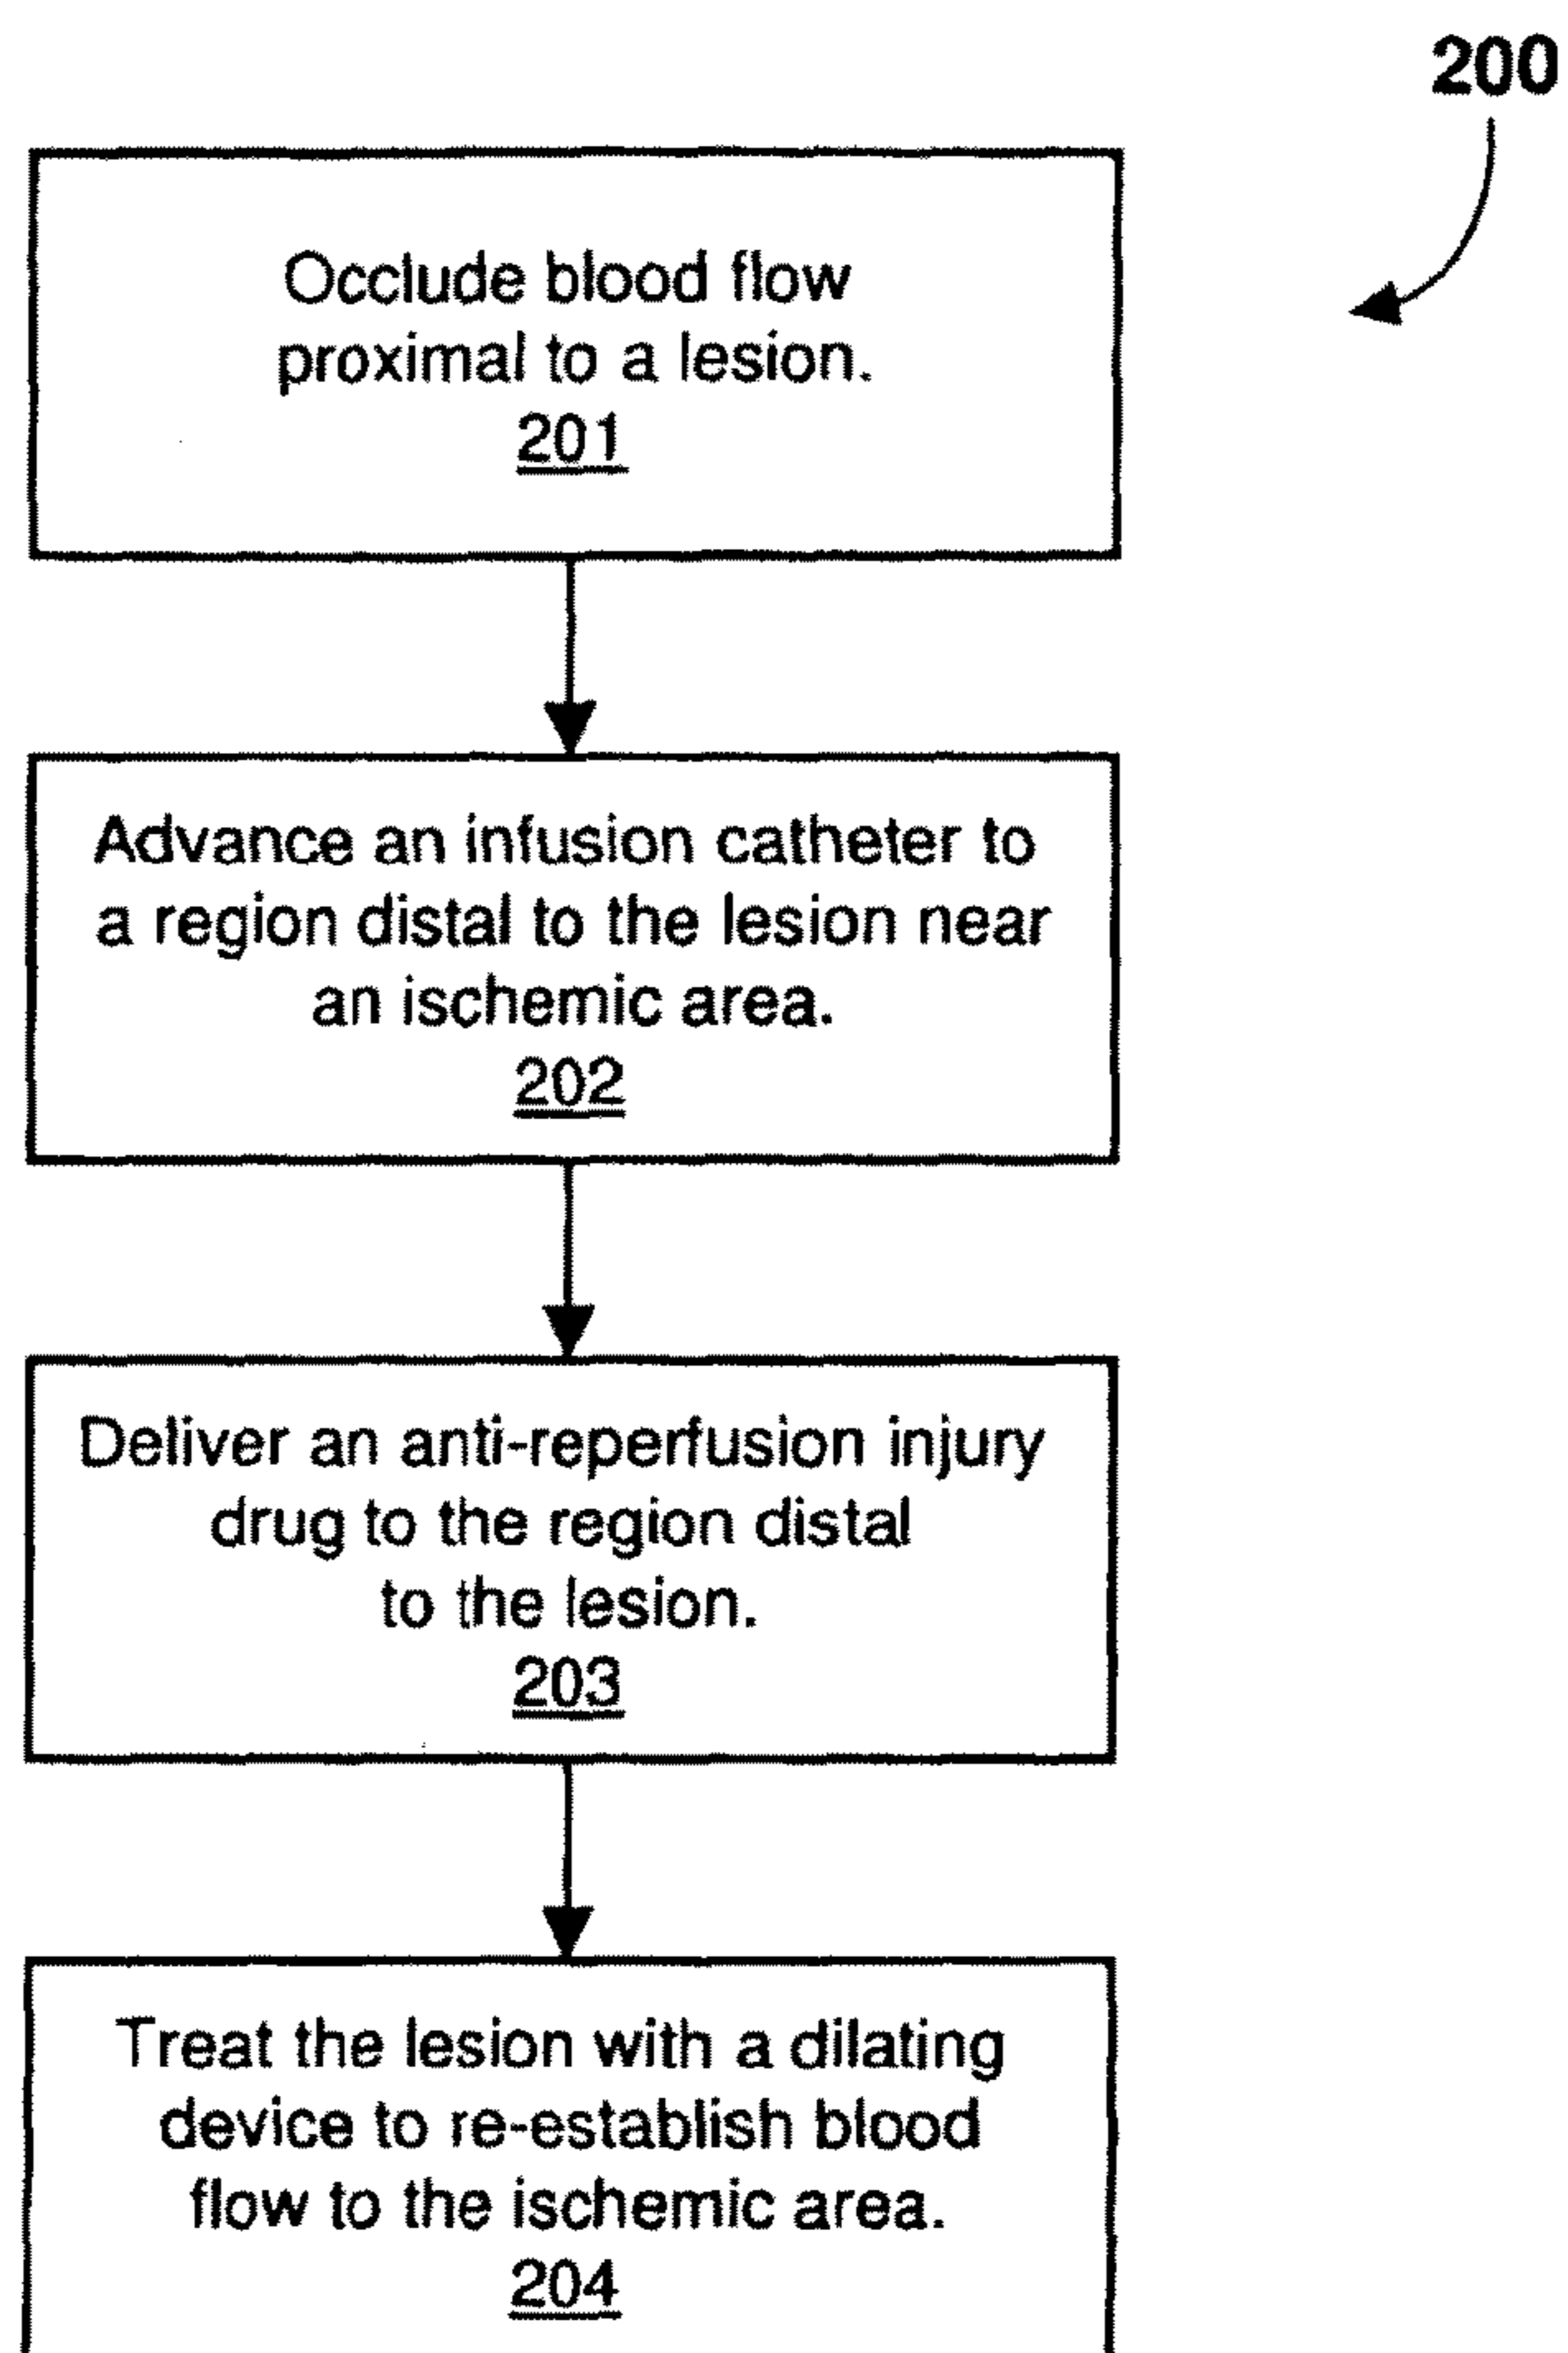 200
Occlude blood flow
proximal to a lesion.
201
Advance an infusion catheter to
a region distal to the lesion near
an ischemic area.
202
Deliver an anti-reperfusion injury
drug to the region distal
to the lesion.
203
Treat the lesion with a dilating
device to re-establish blood
flow to the ischemic area.
204